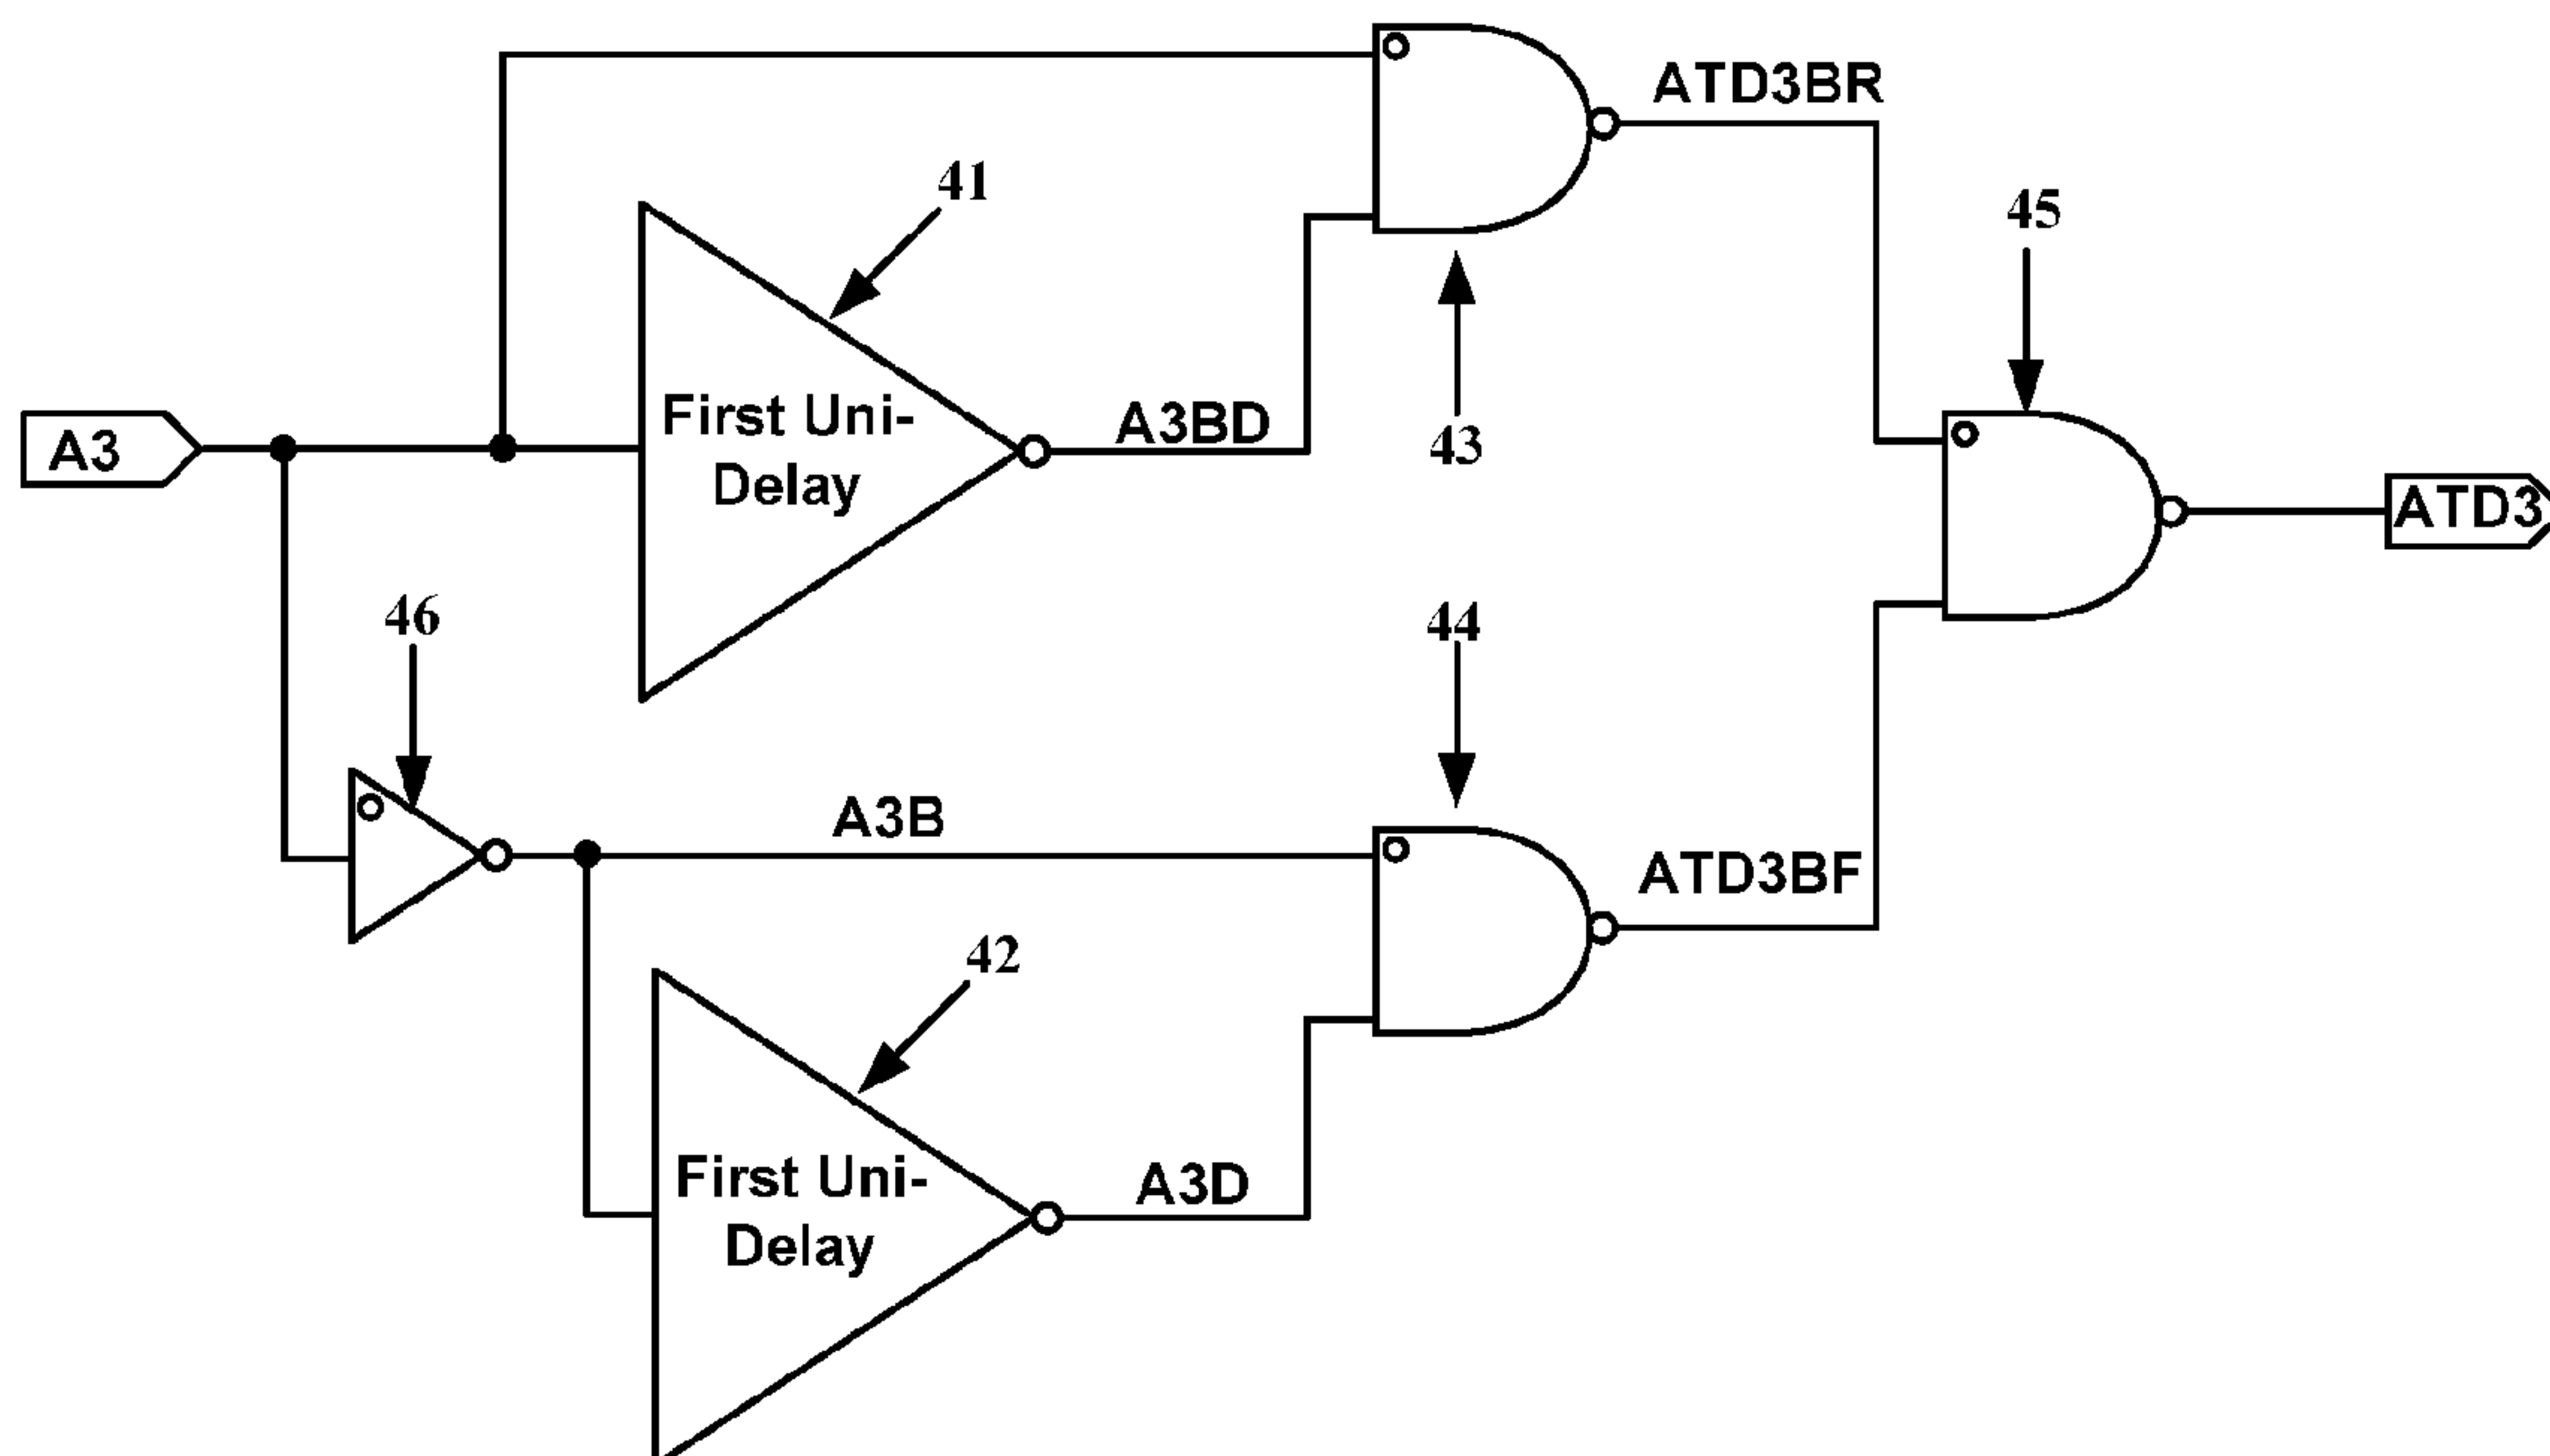 ATD3BR
41
45
First Uni-
Delay
A3BD
A3
43
ATD3
46
44
A3B
ATD3BF
42
First Uni-
Delay
A3D